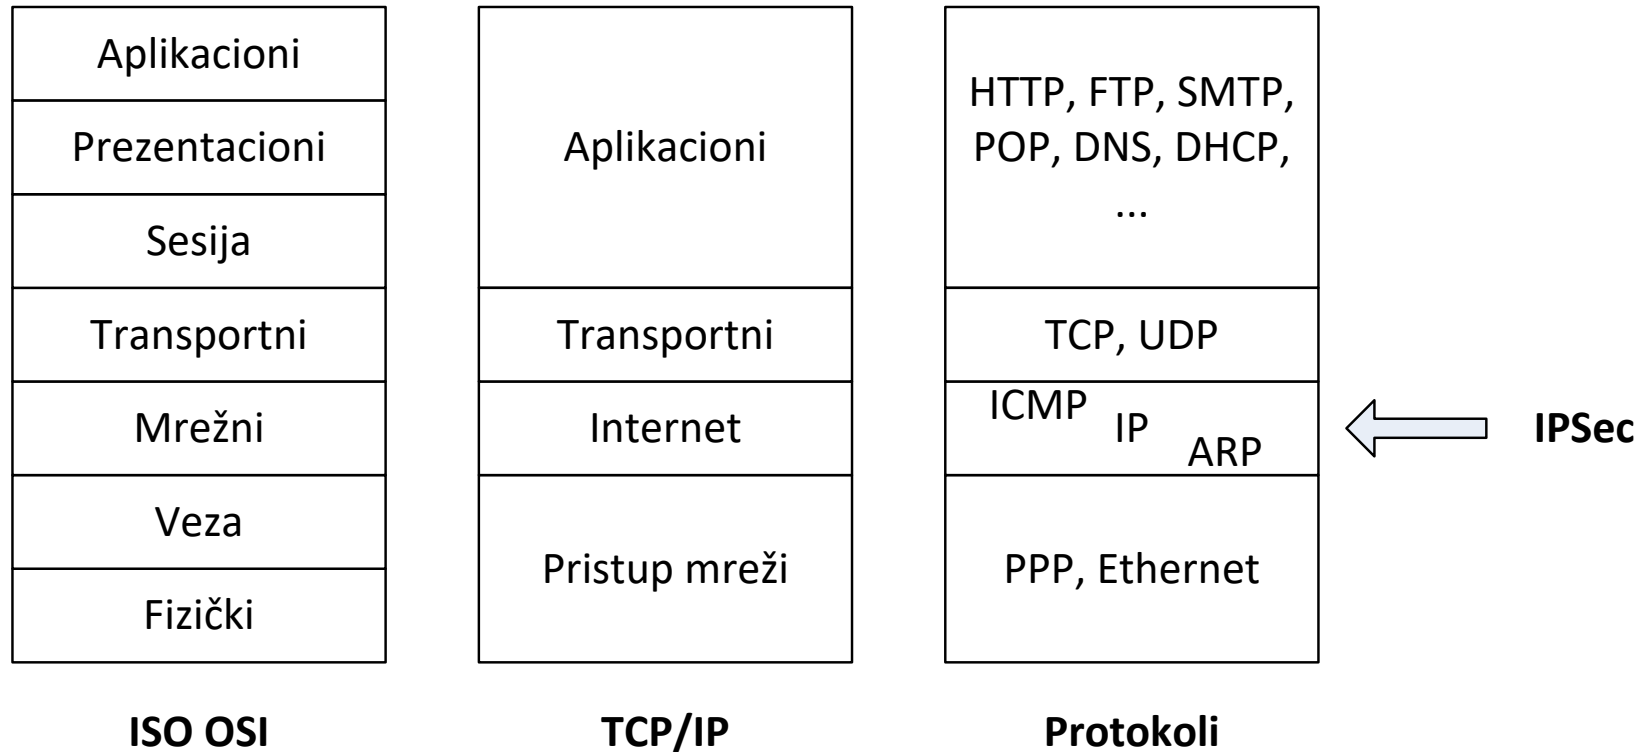 Aplikacioni
Prezentacioni
Sesija
Transportni
Mrežni
Veza
Fizički
ISO OSI
Aplikacioni
Transportni
Internet
Pristup mreži
TCP/IP
HTTP, FTP, SMTP,
POP, DNS, DHCP,
...
TCP, UDP
ICMP
IP
ARP
PPP, Ethernet
Protokoli
IPSec